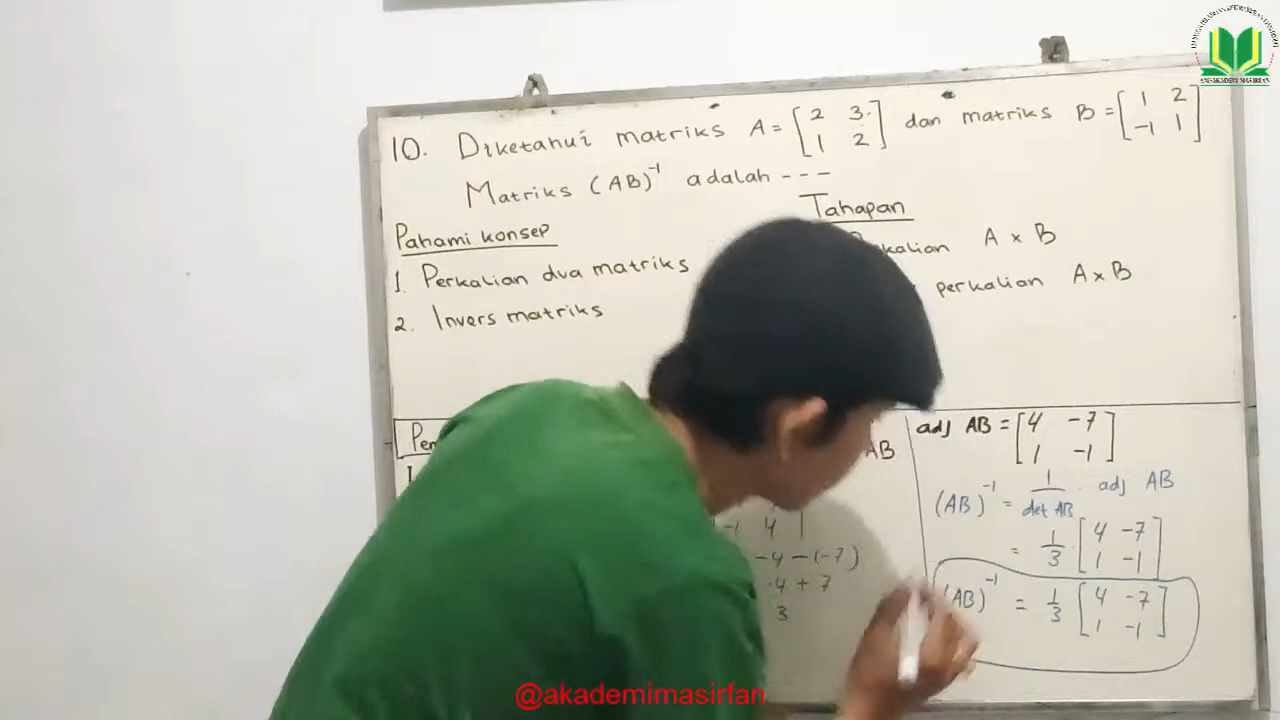 10. Diketahui matriks A = [2 3; 1 2] dan matriks B = [1 2; -1 1]
Matriks (AB)⁻¹ adalah ---
Pahami konsep
1. Perkalian dua matriks
2. Invers matriks
Tahapan
A x B
perkalian A x B
AB
-1 4
-4 - (-7)
-4 + 7
3
adj AB = [4 -7; 1 -1]
(AB)⁻¹ = 1/det AB . adj AB
= 1/3 [4 -7; 1 -1]
(AB)⁻¹ = 1/3 [4 -7; 1 -1]
@akademimasirfan